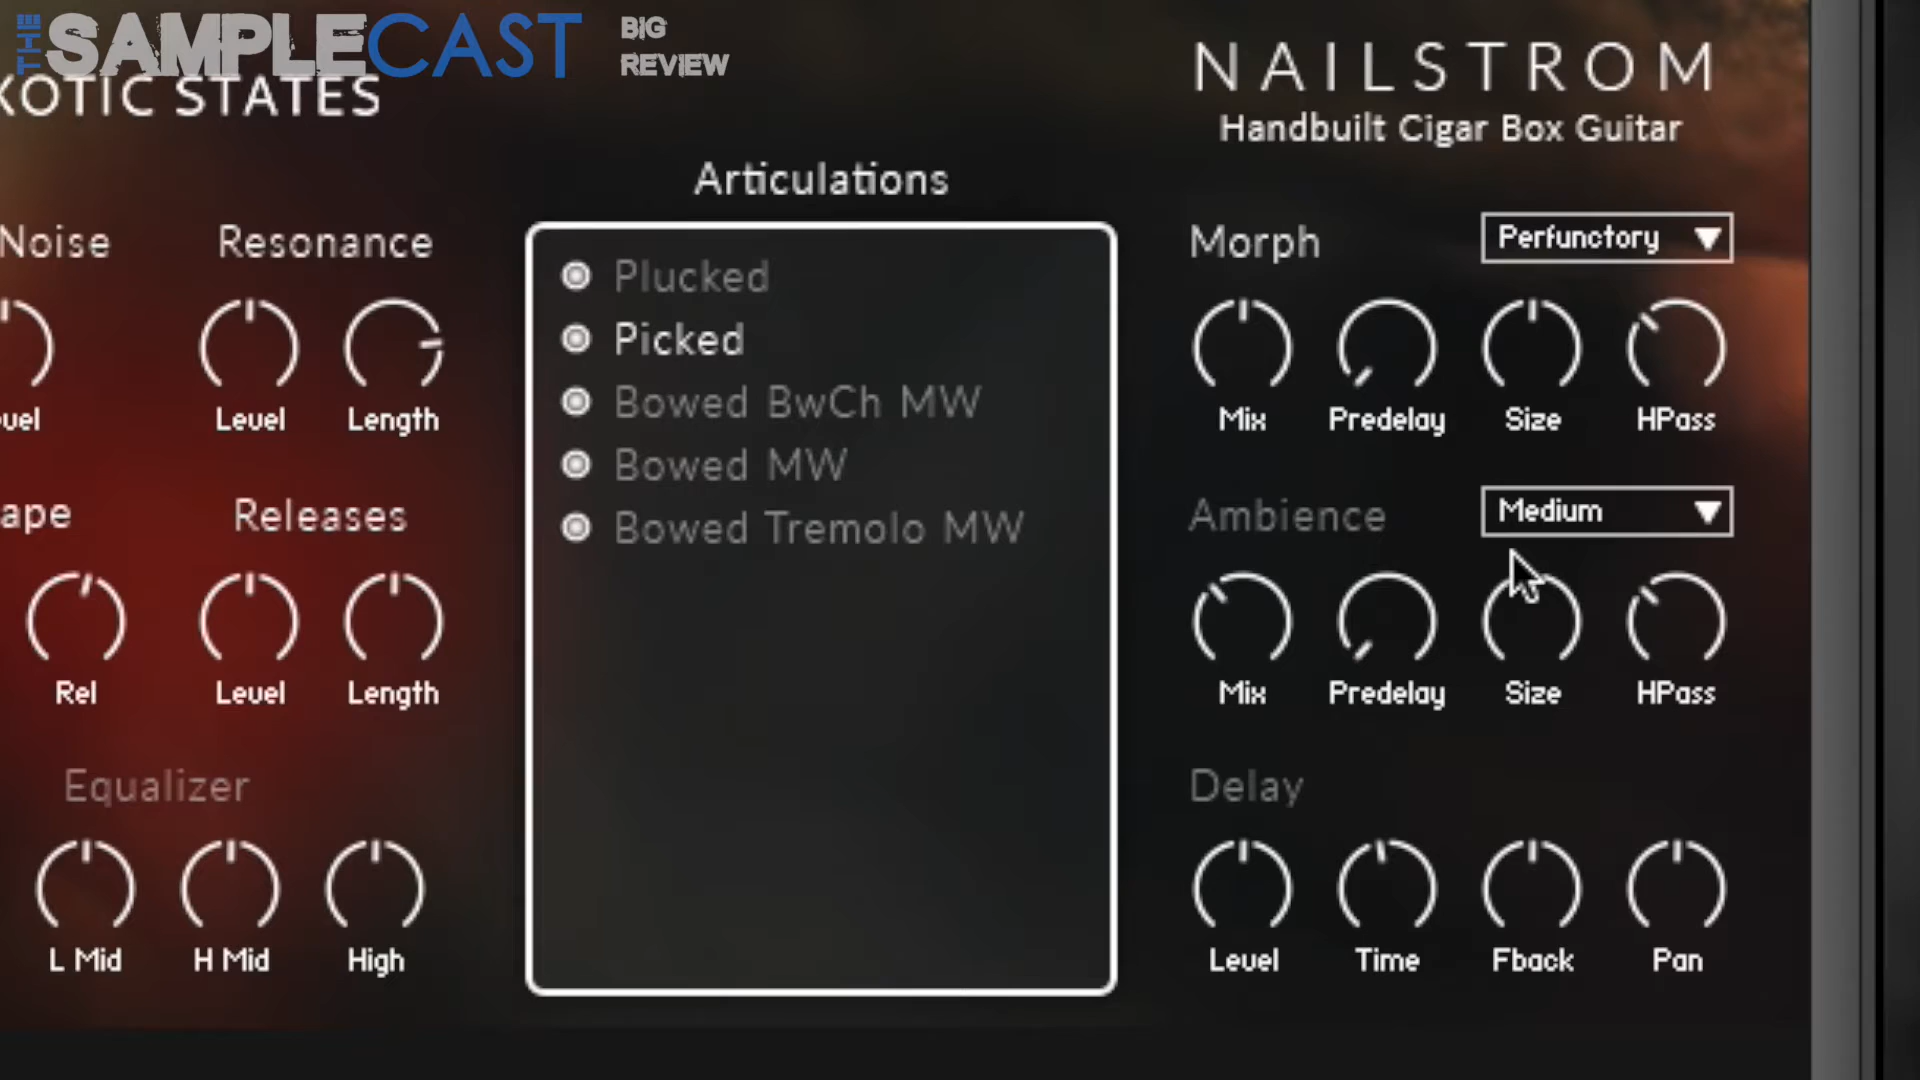 THE SAMPLECAST
BIG
REVIEW
XOTIC STATES
NAILSTROM
Handbuilt Cigar Box Guitar
Articulations
Noise
Resonance
Plucked
Picked
Bowed BwCh MW
Bowed MW
Bowed Tremolo MW
Level
Length
Morph
Perfunctory
Mix
Predelay
Size
HPass
ape
Releases
Rel
Level
Length
Ambience
Medium
Mix
Predelay
Size
HPass
Equalizer
L Mid
H Mid
High
Delay
Level
Time
Fback
Pan